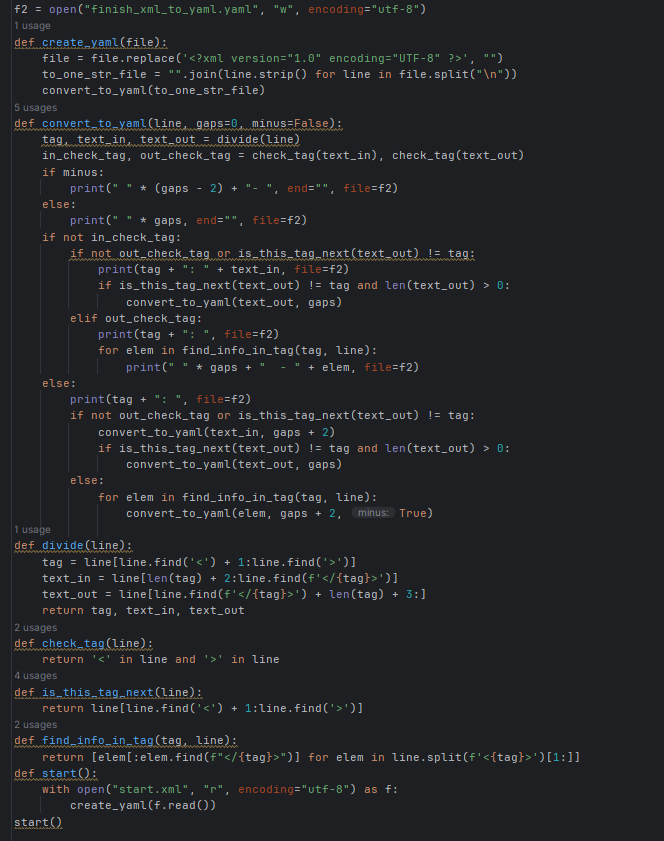 f2 = open("finish_xml_to_yaml.yaml", "w", encoding="utf-8")
1 usage
def create_yaml(file):
    file = file.replace('<?xml version="1.0" encoding="UTF-8" ?>', "")
    to_one_str_file = "".join(line.strip() for line in file.split("\n"))
    convert_to_yaml(to_one_str_file)
5 usages
def convert_to_yaml(line, gaps=0, minus=False):
    tag, text_in, text_out = divide(line)
    in_check_tag, out_check_tag = check_tag(text_in), check_tag(text_out)
    if minus:
        print(" " * (gaps - 2) + "- ", end="", file=f2)
    else:
        print(" " * gaps, end="", file=f2)
    if not in_check_tag:
        if not out_check_tag or is_this_tag_next(text_out) != tag:
            print(tag + ": " + text_in, file=f2)
            if is_this_tag_next(text_out) != tag and len(text_out) > 0:
                convert_to_yaml(text_out, gaps)
        elif out_check_tag:
            print(tag + ": ", file=f2)
            for elem in find_info_in_tag(tag, line):
                print(" " * gaps + "  - " + elem, file=f2)
    else:
        print(tag + ": ", file=f2)
        if not out_check_tag or is_this_tag_next(text_out) != tag:
            convert_to_yaml(text_in, gaps + 2)
            if is_this_tag_next(text_out) != tag and len(text_out) > 0:
                convert_to_yaml(text_out, gaps)
        else:
            for elem in find_info_in_tag(tag, line):
                convert_to_yaml(elem, gaps + 2, minus: True)
1 usage
def divide(line):
    tag = line[line.find('<') + 1:line.find('>')]
    text_in = line[len(tag) + 2:line.find(f'</{tag}>')]
    text_out = line[line.find(f'</{tag}>') + len(tag) + 3:]
    return tag, text_in, text_out
2 usages
def check_tag(line):
    return '<' in line and '>' in line
4 usages
def is_this_tag_next(line):
    return line[line.find('<') + 1:line.find('>')]
2 usages
def find_info_in_tag(tag, line):
    return [elem[:elem.find(f"</{tag}>")] for elem in line.split(f'<{tag}>')[1:]]
def start():
    with open("start.xml", "r", encoding="utf-8") as f:
        create_yaml(f.read())
start()